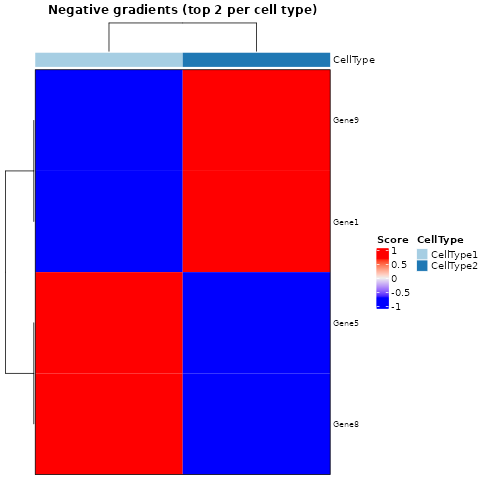 Negative gradients (top 2 per cell type)
CellType
Gene9
Gene1
Gene5
Gene8
Score
1
0.5
0
-0.5
-1
CellType
CellType1
CellType2